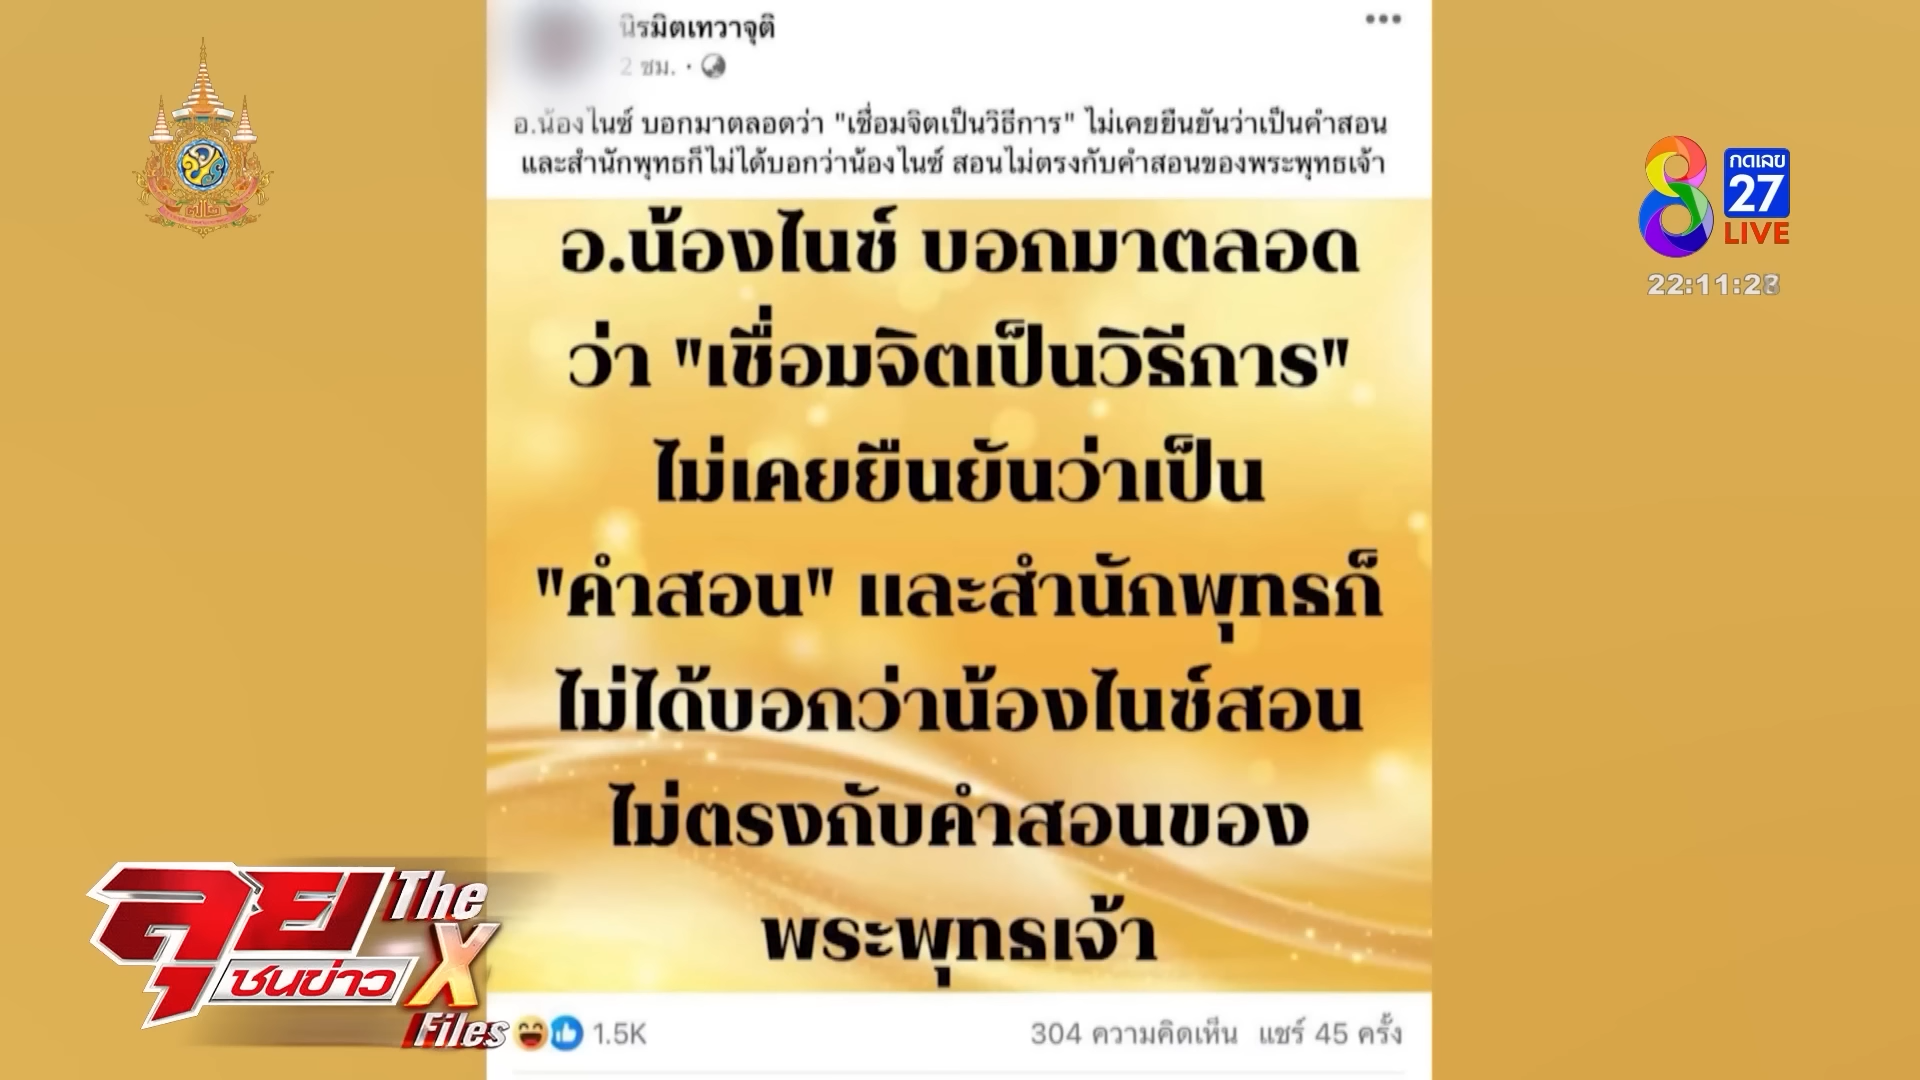 นิรมิตเทวาจุติ
2 ชม.
อ.น้องไนซ์ บอกมาตลอดว่า "เชื่อมจิตเป็นวิธีการ" ไม่เคยยืนยันว่าเป็นคำสอน
และสำนักพุทธก็ไม่ได้บอกว่าน้องไนซ์ สอนไม่ตรงกับคำสอนของพระพุทธเจ้า
อ.น้องไนซ์ บอกมาตลอด
ว่า "เชื่อมจิตเป็นวิธีการ"
ไม่เคยยืนยันว่าเป็น
"คำสอน" และสำนักพุทธก็
ไม่ได้บอกว่าน้องไนซ์สอน
ไม่ตรงกับคำสอนของ
พระพุทธเจ้า
1.5K
304 ความคิดเห็น แชร์ 45 ครั้ง
8 กดเลข
27
LIVE
22:11:28
ลุย
ชนข่าว
The
X
Files